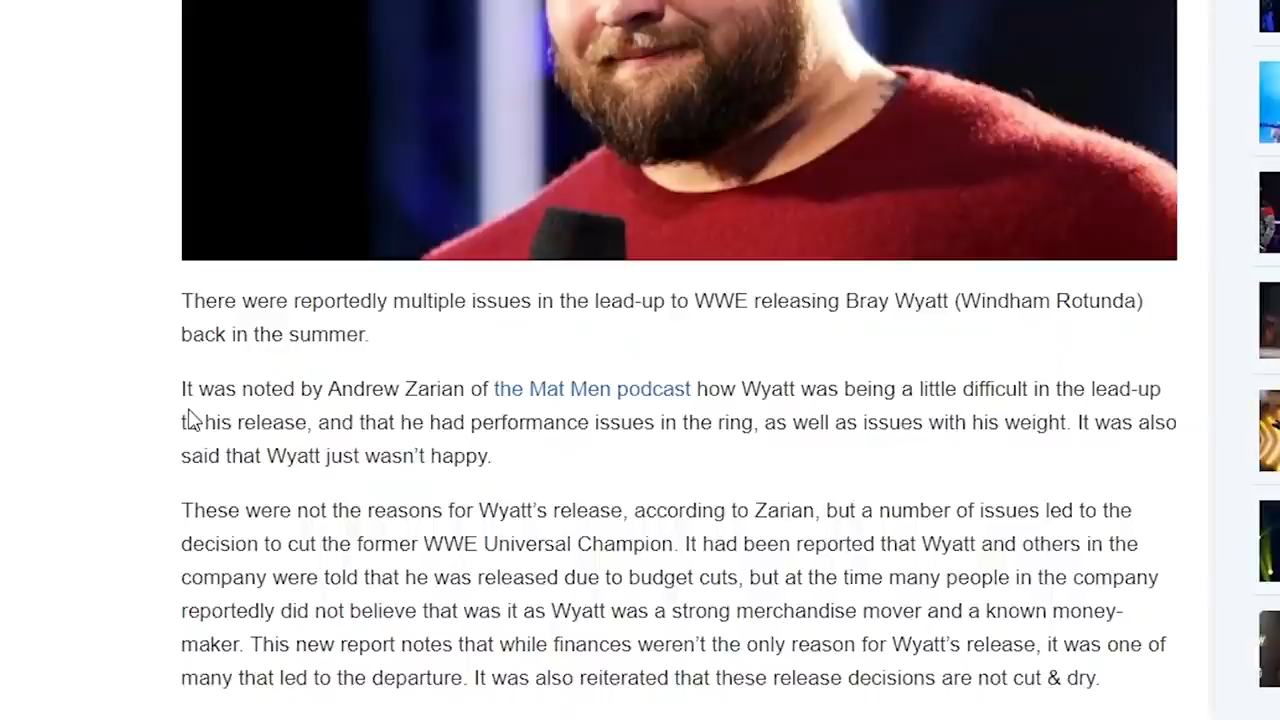 There were reportedly multiple issues in the lead-up to WWE releasing Bray Wyatt (Windham Rotunda)
back in the summer.
It was noted by Andrew Zarian of the Mat Men podcast how Wyatt was being a little difficult in the lead-up
to his release, and that he had performance issues in the ring, as well as issues with his weight. It was also
said that Wyatt just wasn’t happy.
These were not the reasons for Wyatt’s release, according to Zarian, but a number of issues led to the
decision to cut the former WWE Universal Champion. It had been reported that Wyatt and others in the
company were told that he was released due to budget cuts, but at the time many people in the company
reportedly did not believe that was it as Wyatt was a strong merchandise mover and a known money-
maker. This new report notes that while finances weren’t the only reason for Wyatt’s release, it was one of
many that led to the departure. It was also reiterated that these release decisions are not cut & dry.